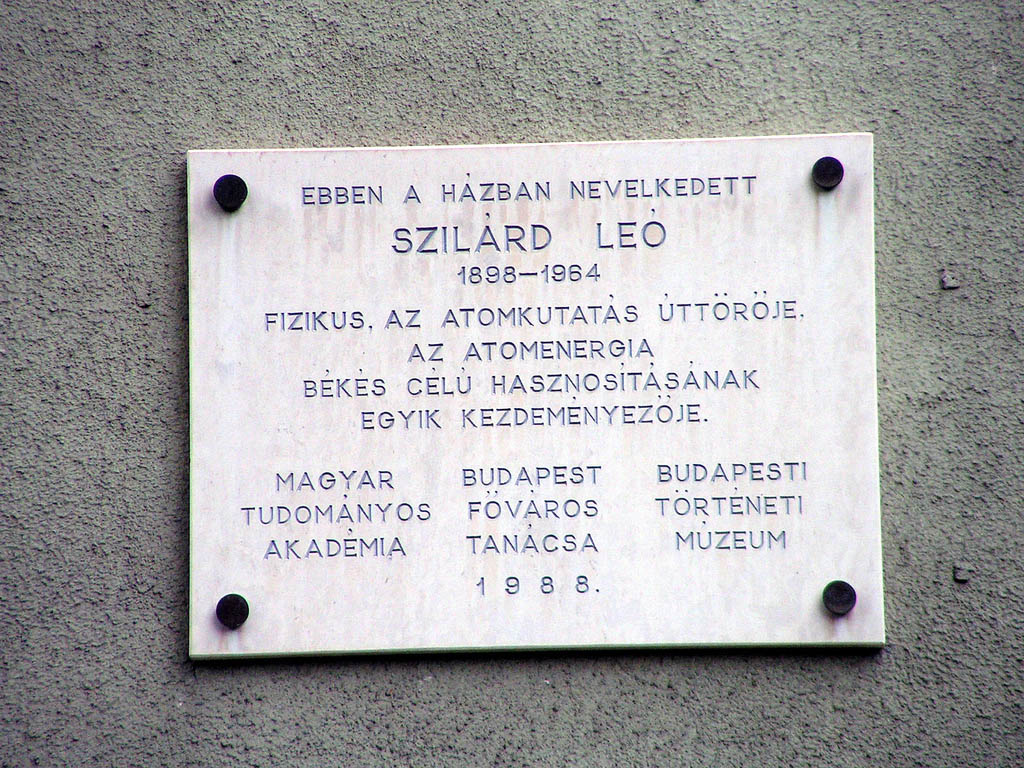 EBBEN A HÁZBAN NEVELKEDETT
SZILÁRD LEÓ
1898–1964
FIZIKUS, AZ ATOMKUTATÁS ÚTTÖRŐJE.
AZ ATOMENERGIA
BÉKÉS CÉLÚ HASZNOSÍTÁSÁNAK
EGYIK KEZDEMÉNYEZŐJE.
MAGYAR
TUDOMÁNYOS
AKADÉMIA
BUDAPEST
FŐVÁROS
TANÁCSA
BUDAPESTI
TÖRTÉNETI
MÚZEUM
1988.